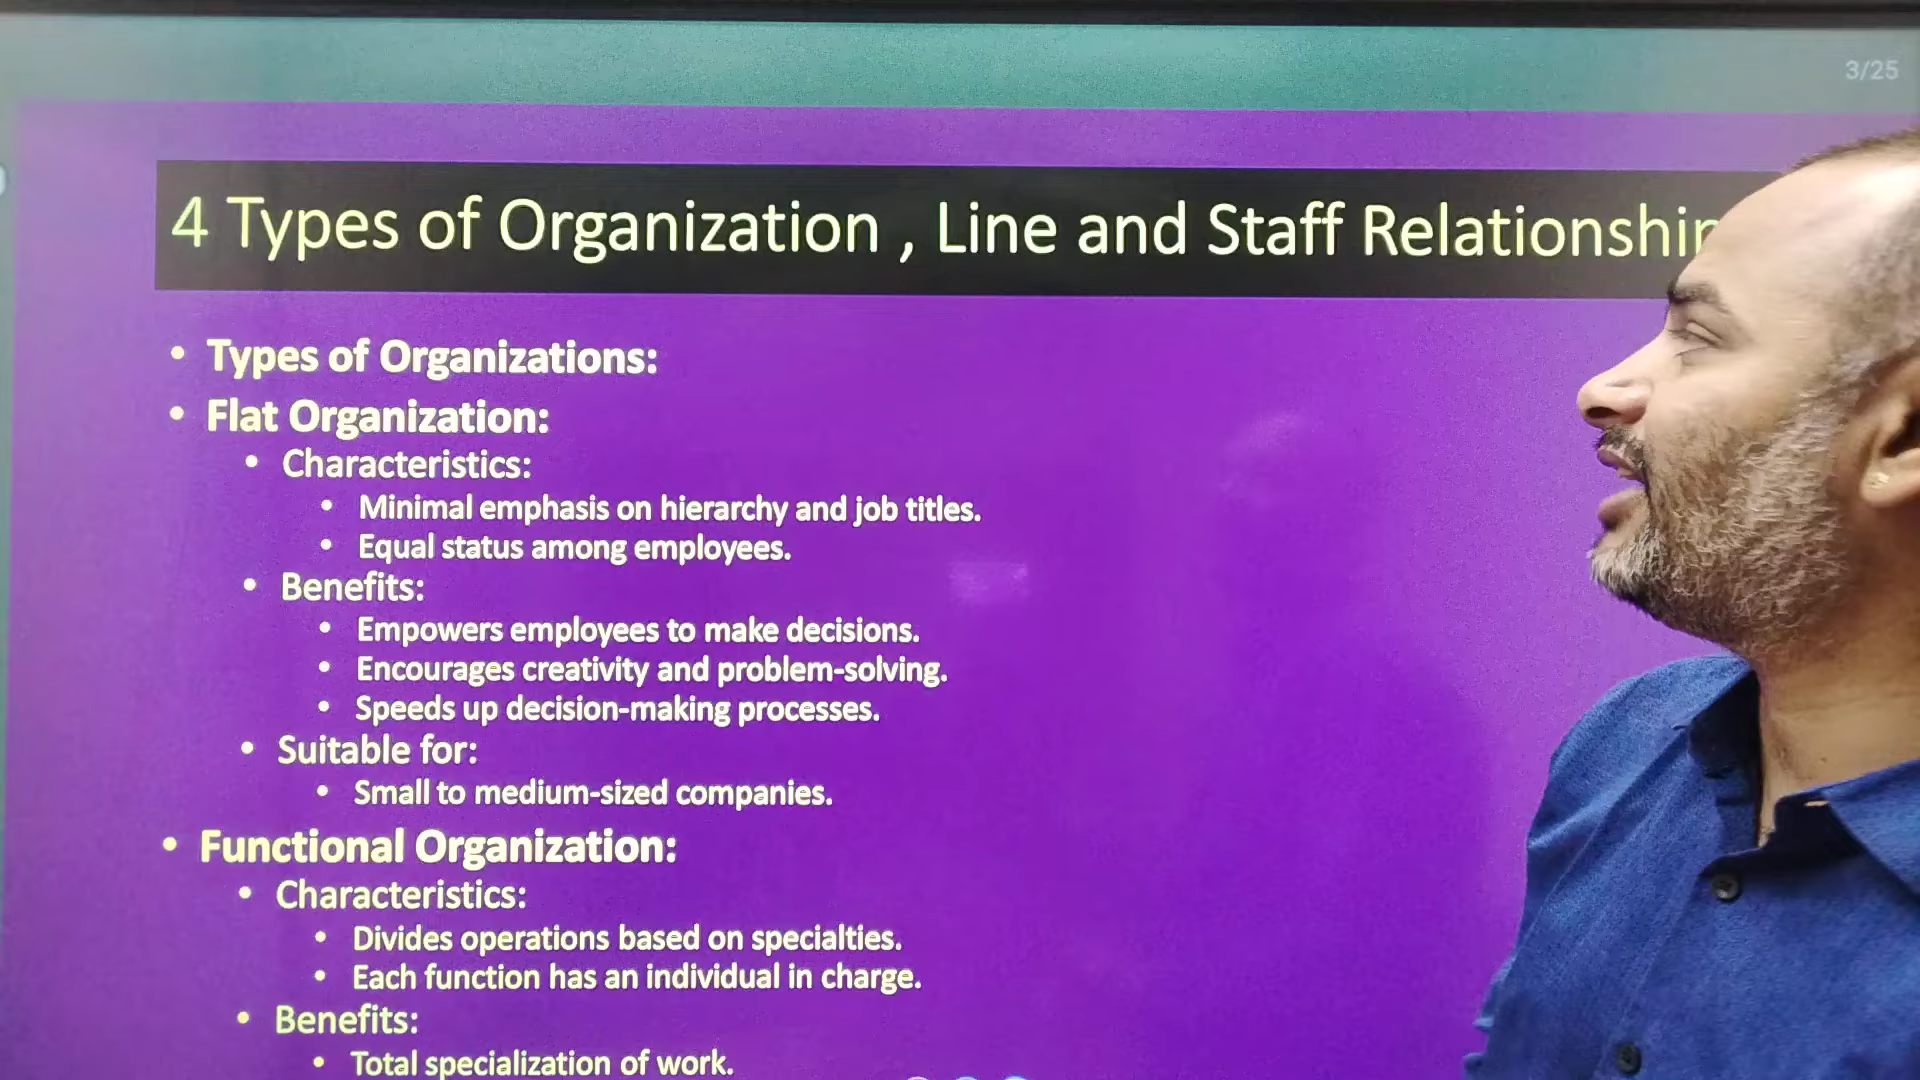 3/25
4 Types of Organization , Line and Staff
• Types of Organizations:
• Flat Organization:
• Characteristics:
• Minimal emphasis on hierarchy and job titles.
• Equal status among employees.
• Benefits:
• Empowers employees to make decisions.
• Encourages creativity and problem-solving.
• Speeds up decision-making processes.
• Suitable for:
• Small to medium-sized companies.
• Functional Organization:
• Characteristics:
• Divides operations based on specialties.
• Each function has an individual in charge.
• Benefits:
• Total specialization of work.